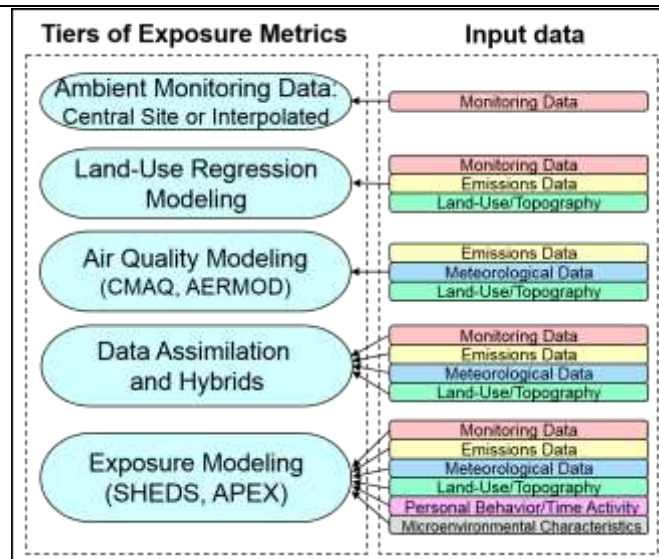 Tiers of Exposure Metrics
Input data
Ambient Monitoring Data:
Central Site or Interpolated
Monitoring Data
Land-Use Regression
Modeling
Monitoring Data
Emissions Data
Land-Use/Topography
Air Quality Modeling
(CMAQ, AERMOD)
Emissions Data
Meteorological Data
Land-Use/Topography
Data Assimilation
and Hybrids
Monitoring Data
Emissions Data
Meteorological Data
Land-Use/Topography
Exposure Modeling
(SHEDS, APEX)
Monitoring Data
Emissions Data
Meteorological Data
Land-Use/Topography
Personal Behavior/Time Activity
Microenvironmental Characteristics